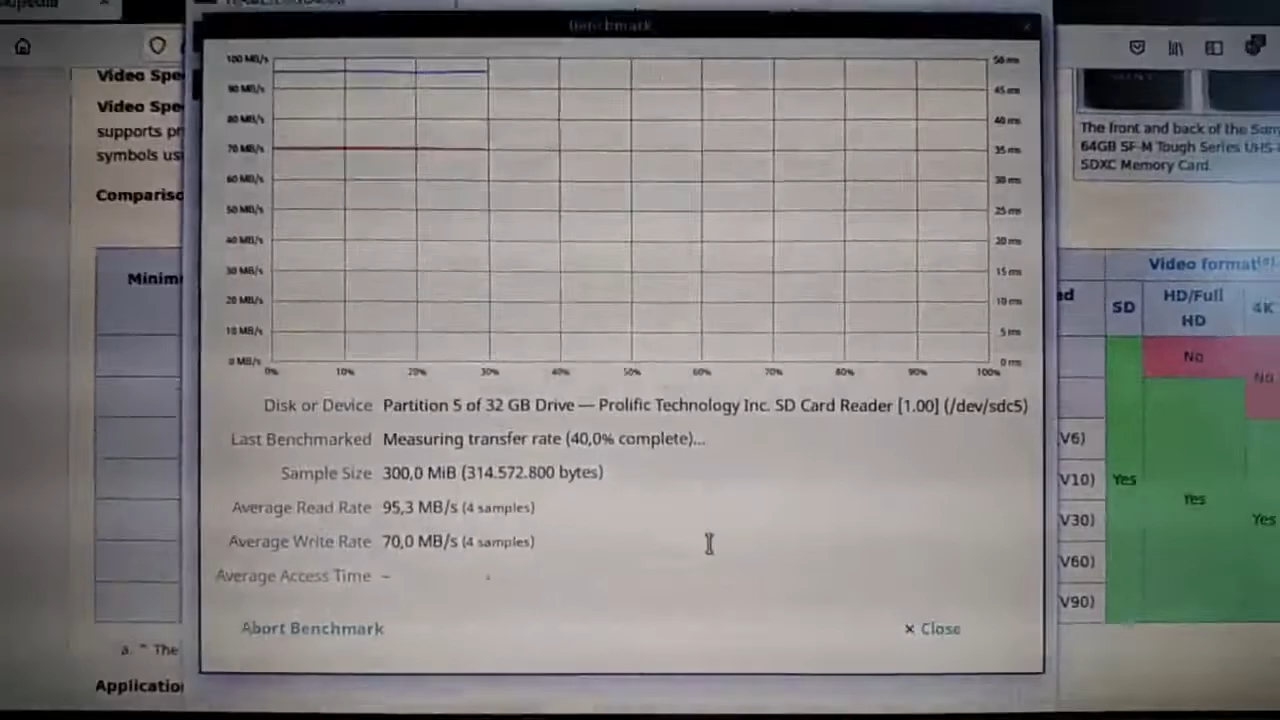 Benchmark
Video Spe
Video Spe
supports pr
symbols us
Comparisc
Minim
a. ^ The
Application
100 MB/s
90 MB/s
80 MB/s
70 MB/s
60 MB/s
50 MB/s
40 MB/s
30 MB/s
20 MB/s
10 MB/s
0 MB/s
50 ms
45 ms
40 ms
35 ms
30 ms
25 ms
20 ms
15 ms
10 ms
5 ms
0 ms
0% 10% 20% 30% 40% 50% 60% 70% 80% 90% 100%
Disk or Device Partition 5 of 32 GB Drive — Prolific Technology Inc. SD Card Reader [1.00] (/dev/sdc5)
Last Benchmarked Measuring transfer rate (40,0% complete)...
Sample Size 300,0 MiB (314.572.800 bytes)
Average Read Rate 95,3 MB/s (4 samples)
Average Write Rate 70,0 MB/s (4 samples)
Average Access Time –
Abort Benchmark × Close
The front and back of the Son
64GB SF-M Tough Series UHS-
SDXC Memory Card.
Video format[a]
ed SD HD/Full HD 4K
No
No
V6)
V10) Yes
Yes
V30) Yes
V60)
V90)